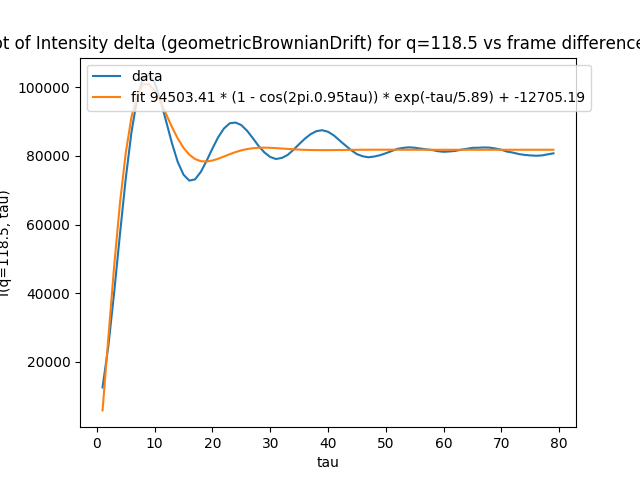 ot of Intensity delta (geometricBrownianDrift) for q=118.5 vs frame difference
data
fit 94503.41 * (1 - cos(2pi.0.95tau)) * exp(-tau/5.89) + -12705.19
I(q=118.5, tau)
100000
80000
60000
40000
20000
0
10
20
30
40
50
60
70
80
tau